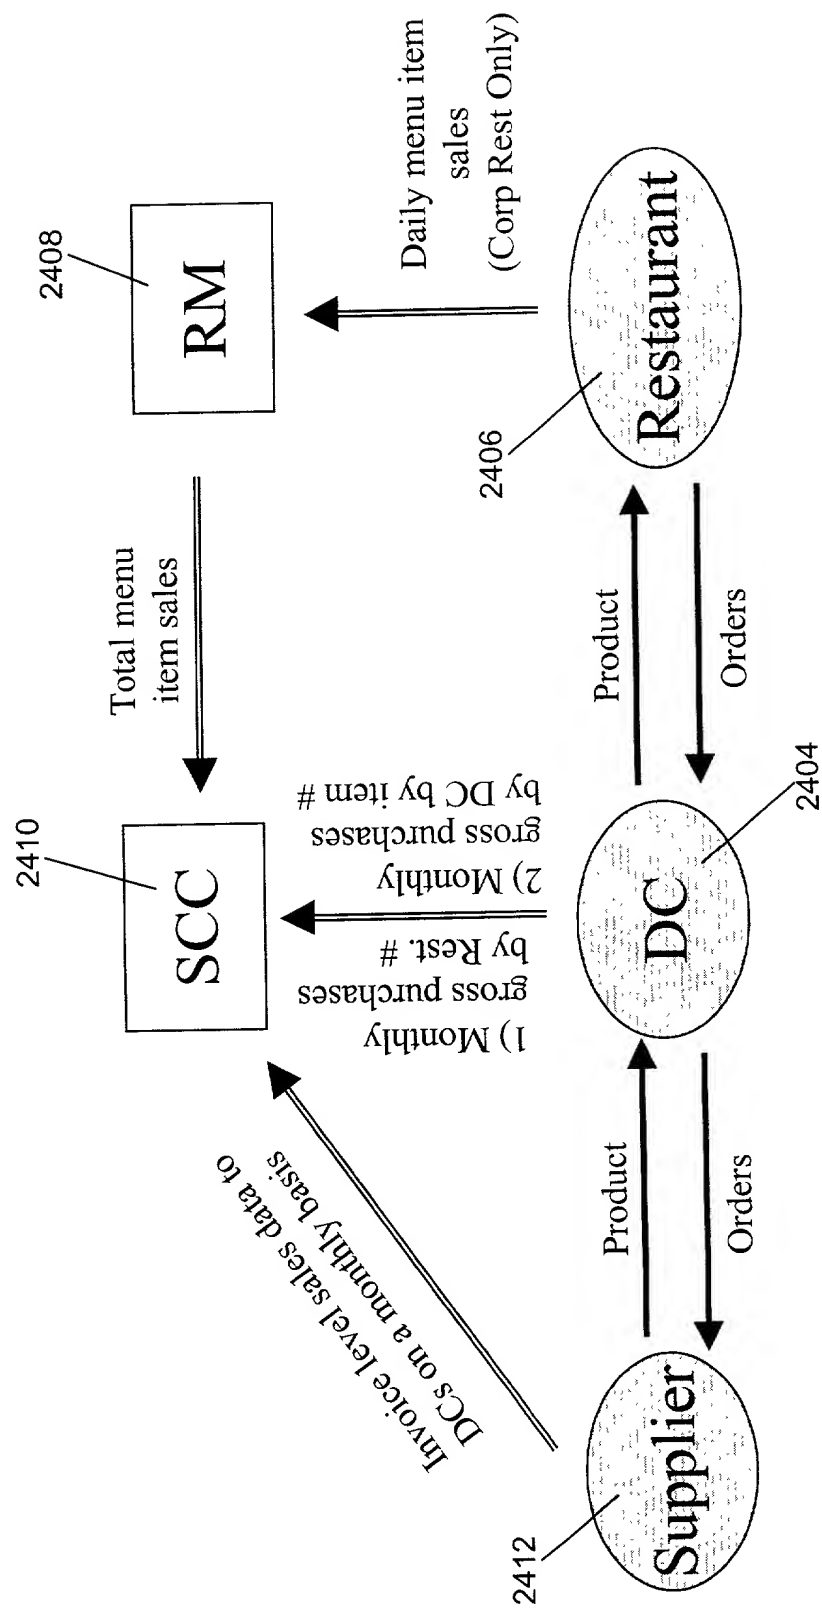 2410
SCC
Total menu
item sales
2408
RM
Invoice level sales data to
DCs on a monthly basis
1) Monthly
gross purchases
by Rest. #
2) Monthly
gross purchases
by DC by item #
Daily menu item
sales
(Corp Rest Only)
2412
Supplier
Product
Orders
DC
2404
Product
Orders
2406
Restaurant